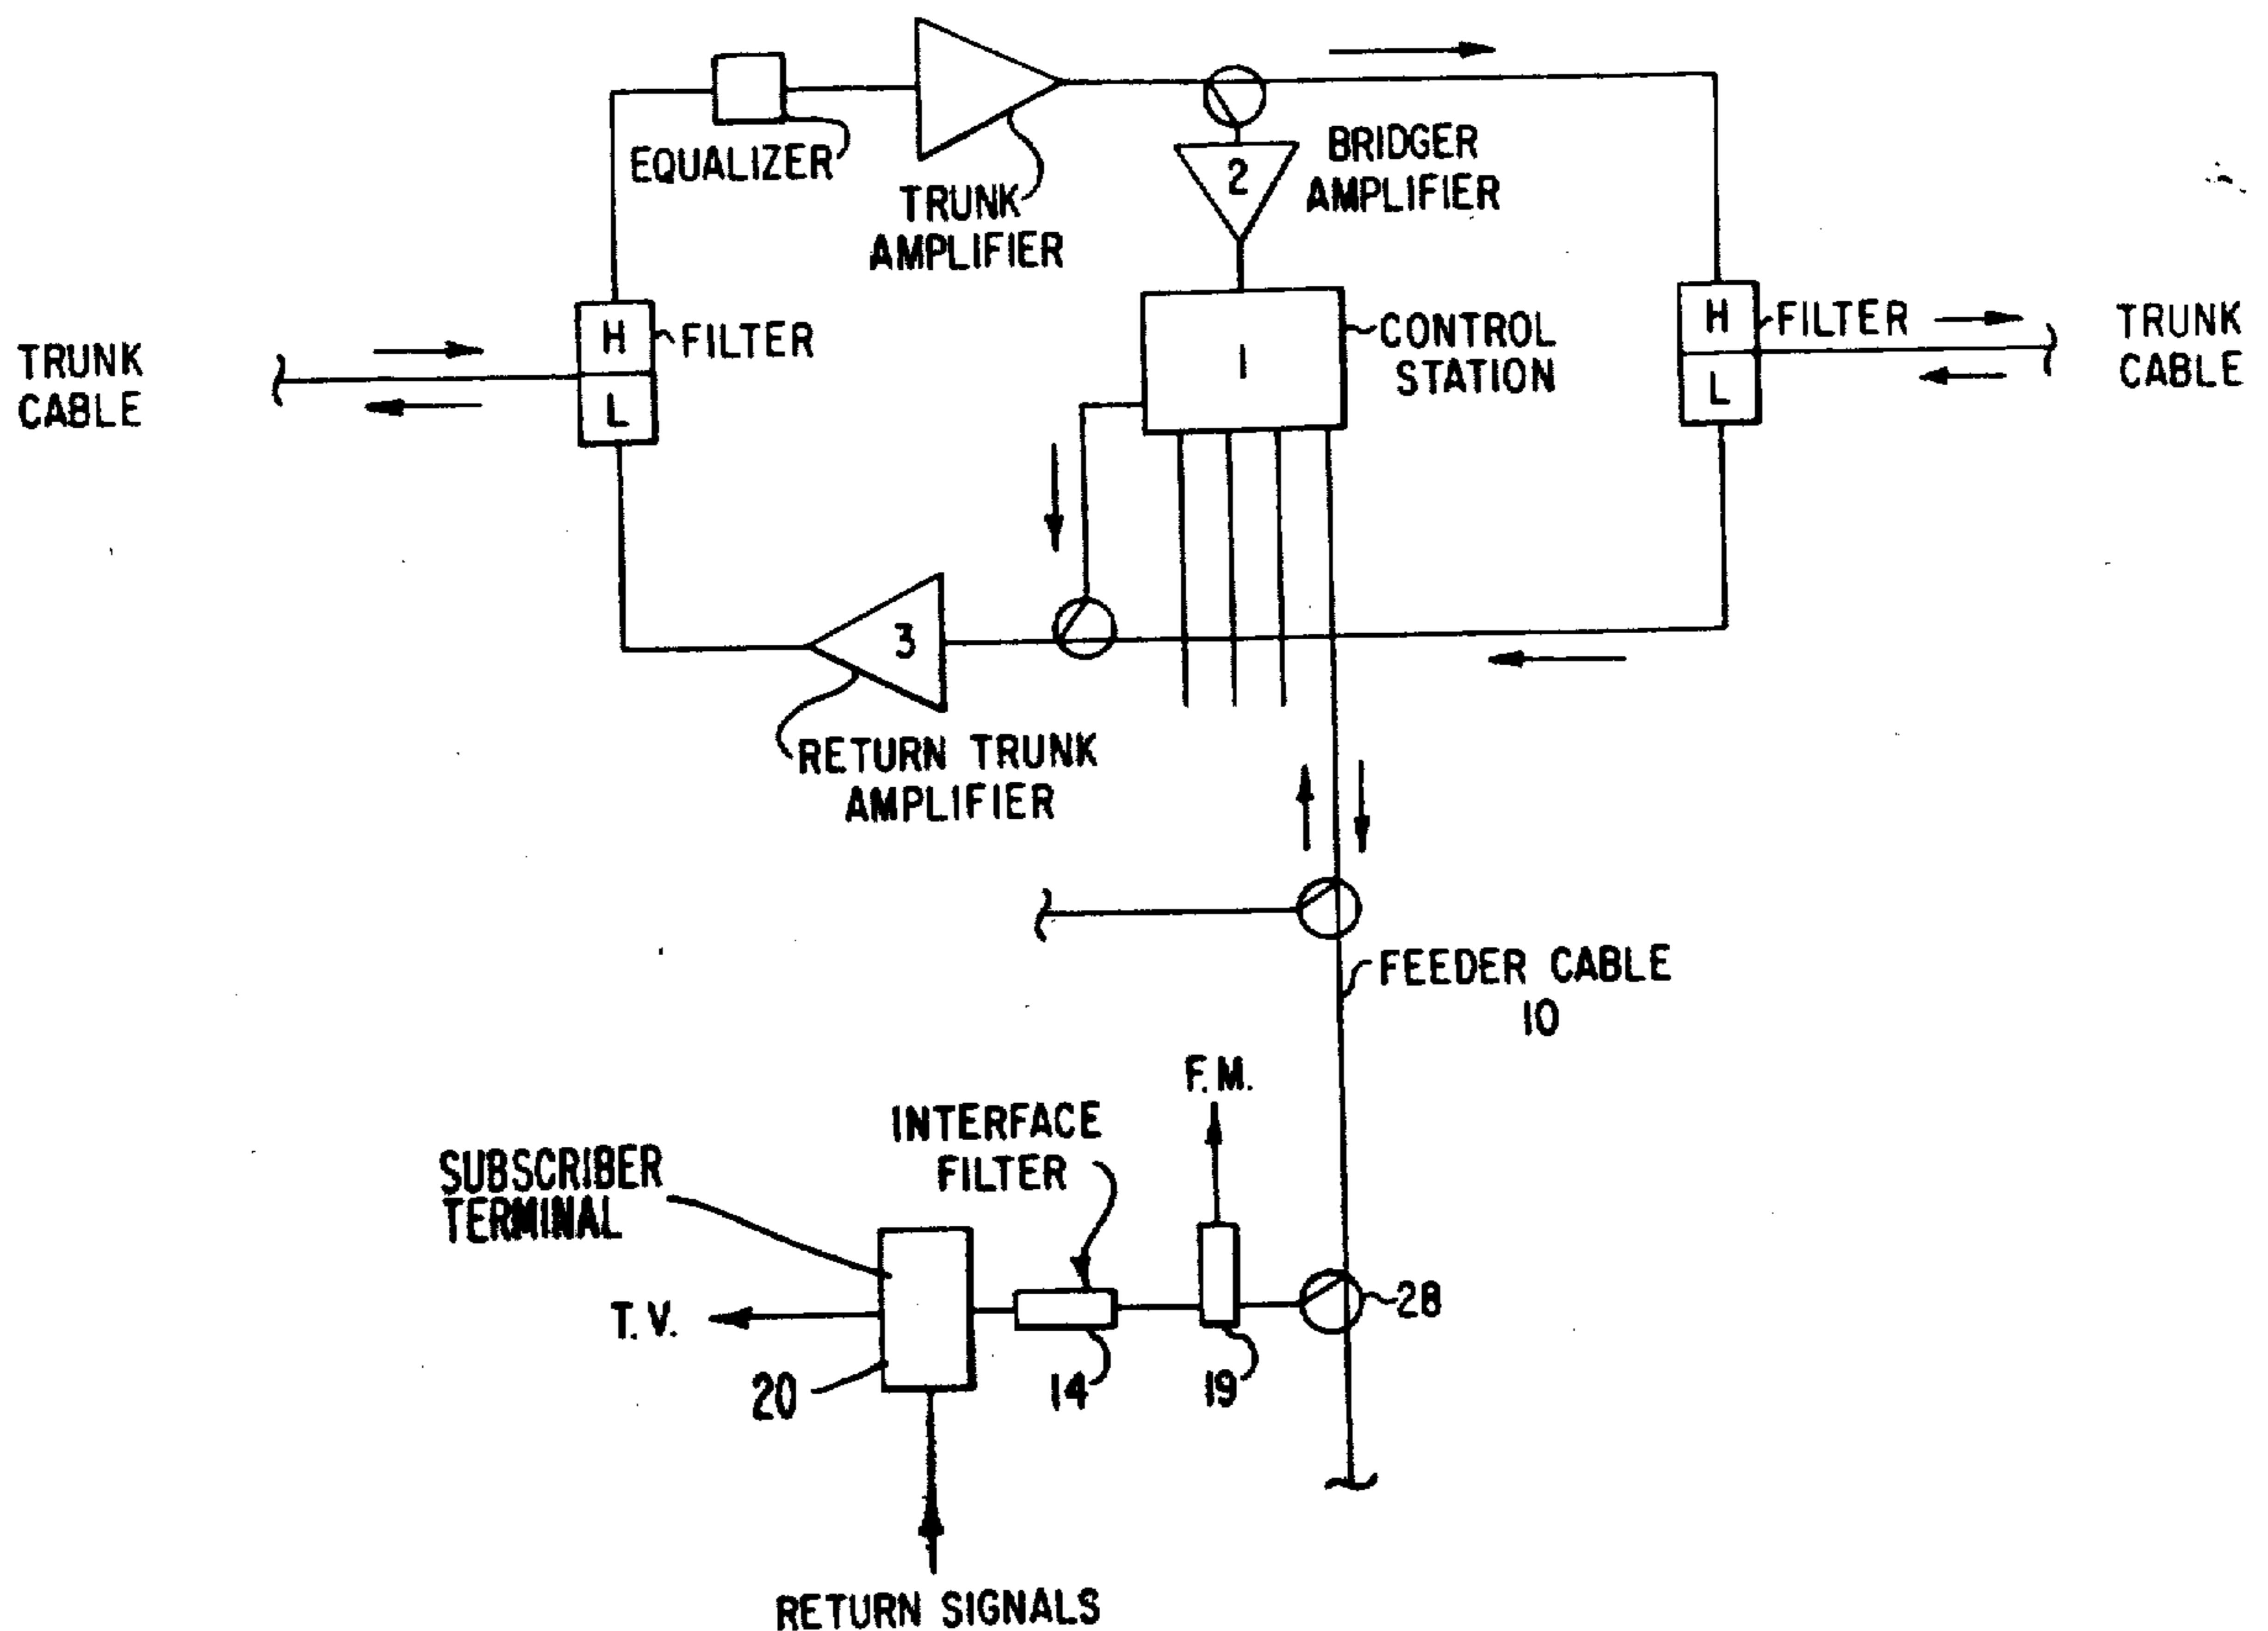 EQUALIZER
TRUNK
AMPLIFIER
2
BRIDGER
AMPLIFIER
TRUNK
CABLE
H
L
FILTER
1
CONTROL
STATION
H
L
FILTER
TRUNK
CABLE
3
RETURN TRUNK
AMPLIFIER
FEEDER CABLE
10
F.M.
INTERFACE
FILTER
SUBSCRIBER
TERMINAL
T.V.
20
14
19
28
RETURN SIGNALS